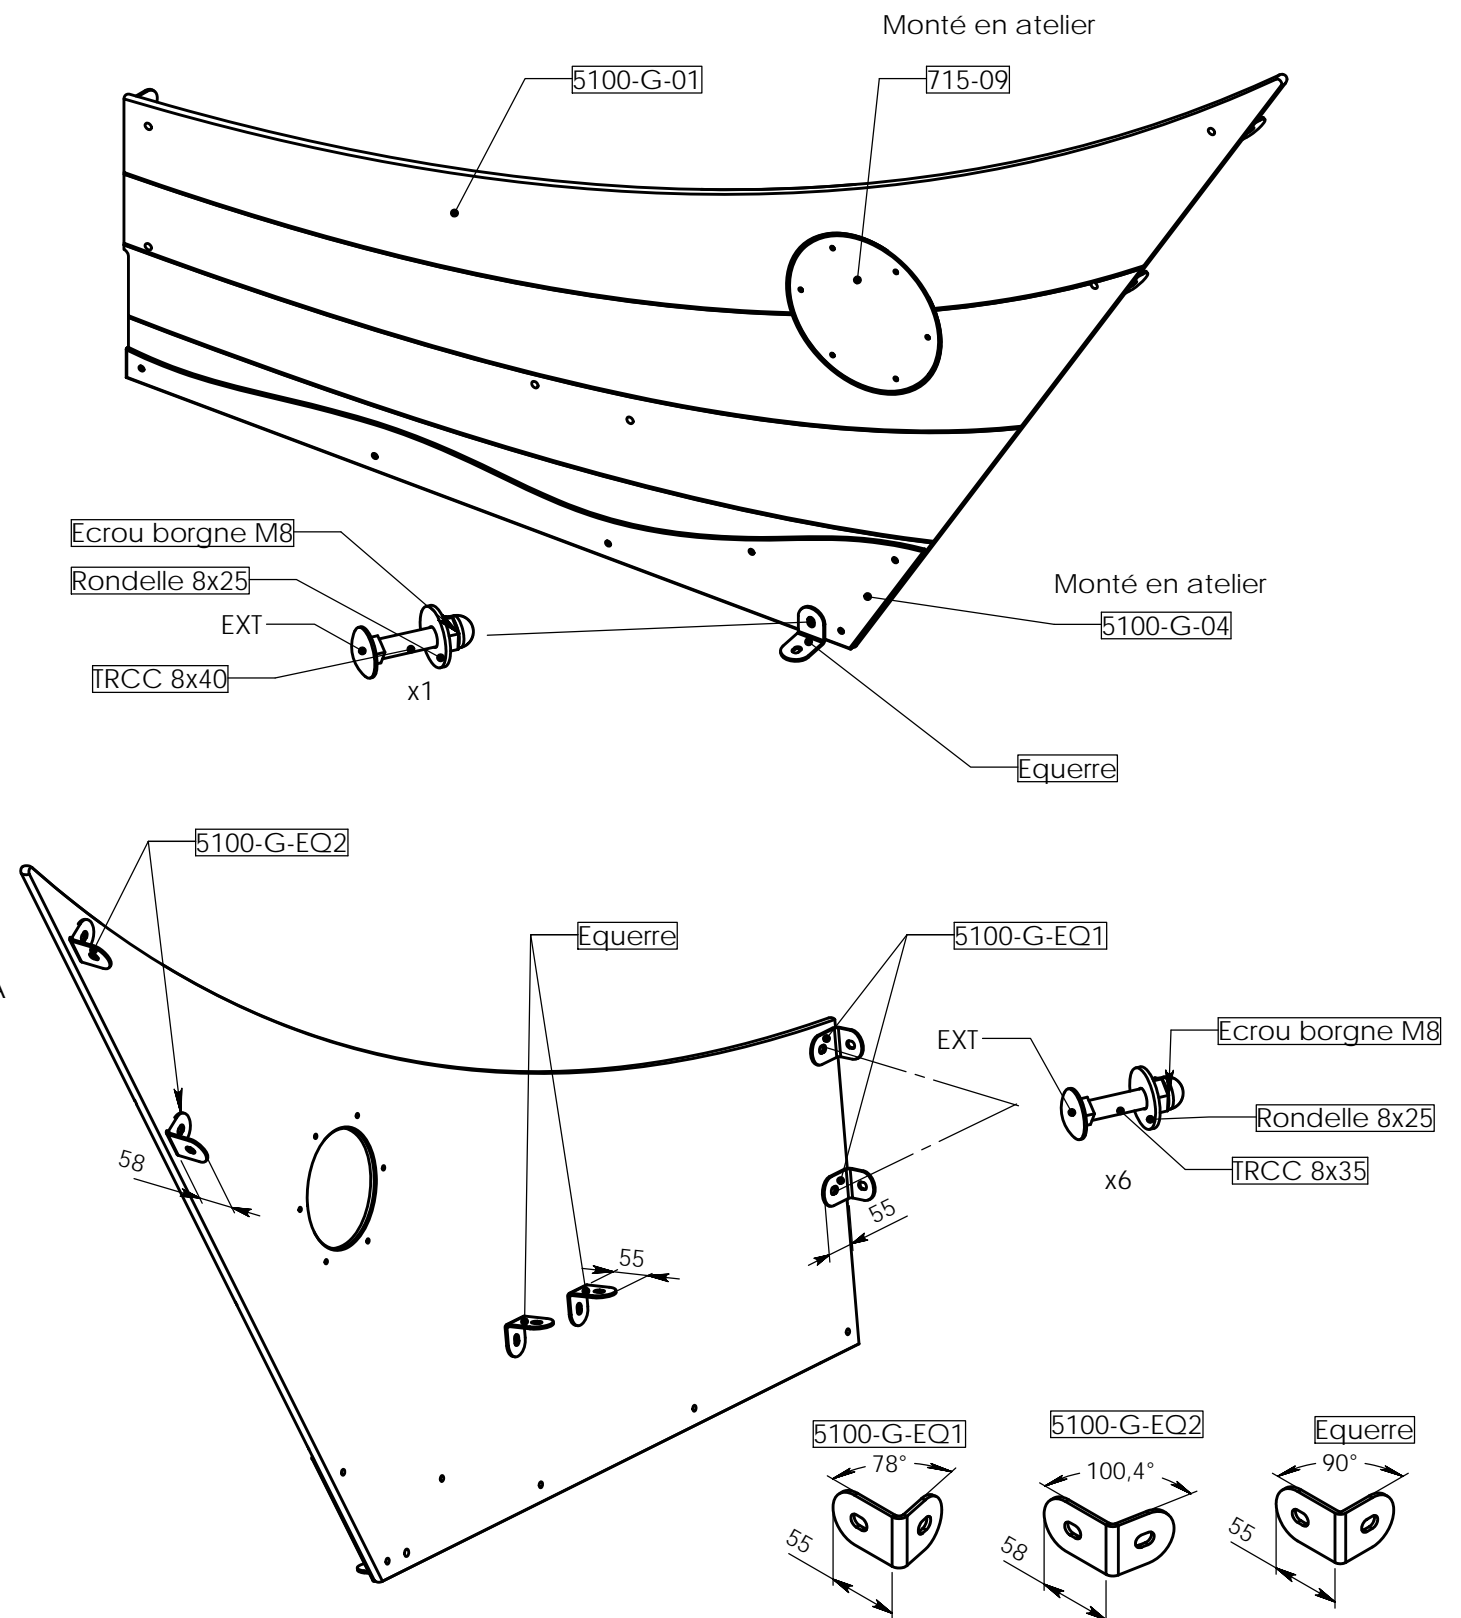 Monté en atelier
5100-G-01
715-09
Ecrou borgne M8
Rondelle 8x25
EXT
TRCC 8x40
x1
Monté en atelier
5100-G-04
Equerre
5100-G-EQ2
Equerre
5100-G-EQ1
EXT
Ecrou borgne M8
Rondelle 8x25
TRCC 8x35
x6
58
55
55
5100-G-EQ1
78°
55
5100-G-EQ2
100,4°
58
Equerre
90°
55